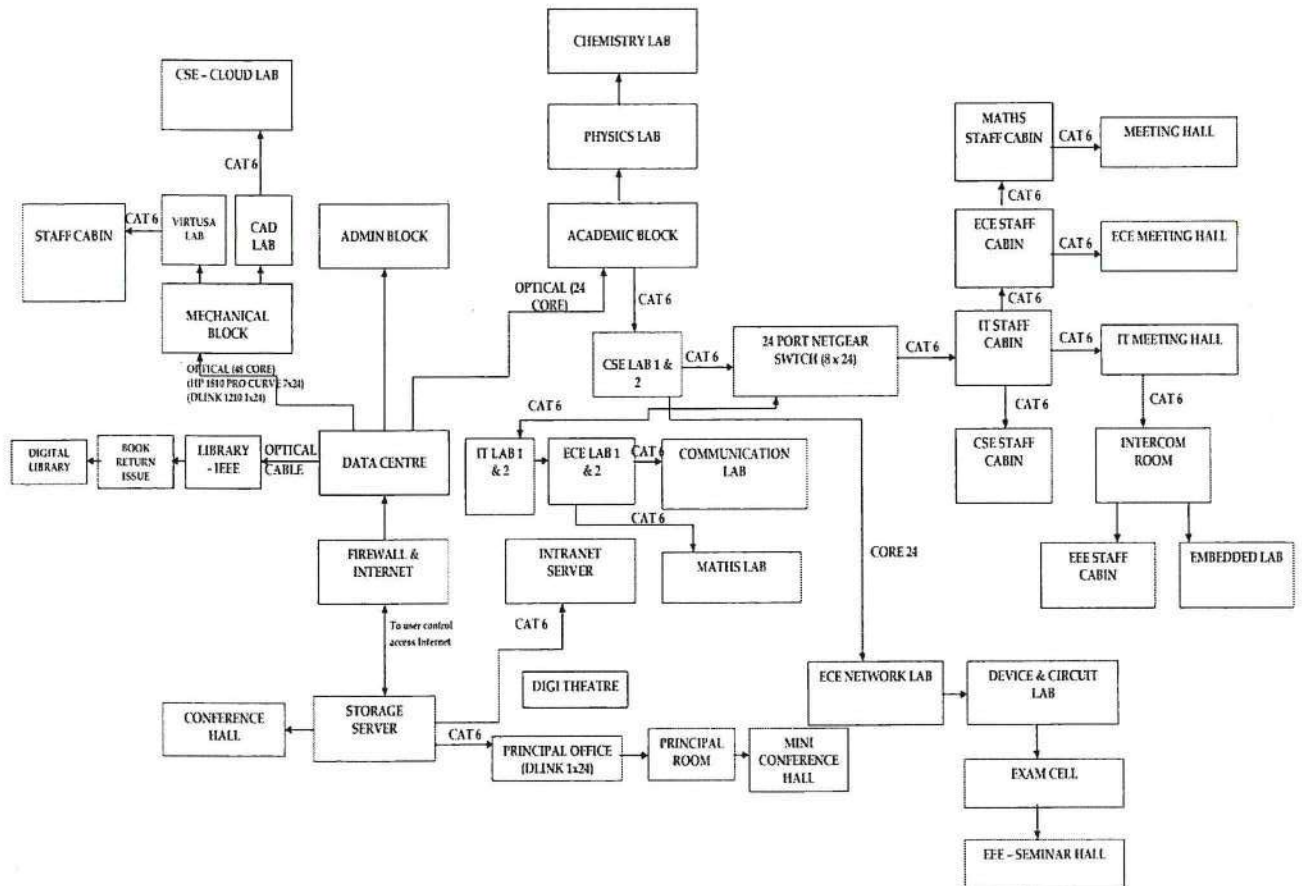 CHEMISTRY LAB
CSE – CLOUD LAB
PHYSICS LAB
MATHS
STAFF CABIN
CAT 6
MEETING HALL
CAT 6
CAT 6
STAFF CABIN
CAT 6
VIRTUSA
LAB
CAD
LAB
ADMIN BLOCK
ACADEMIC BLOCK
ECE STAFF
CABIN
CAT 6
ECE MEETING HALL
OPTICAL (24
CORE)
CAT 6
CAT 6
MECHANICAL
BLOCK
24 PORT NETGEAR
SWTCH (8 x 24)
CAT 6
IT STAFF
CABIN
CAT 6
IT MEETING HALL
OPTICAL (48 CORE)
(HP 1810 PRO CURVE 7x24)
(DLINK 1210 1x24)
CSE LAB 1 &
2
CAT 6
CAT 6
CAT 6
CAT 6
DIGITAL
LIBRARY
BOOK
RETURN
ISSUE
LIBRARY
- IEEE
OPTICAL
CABLE
DATA CENTRE
IT LAB 1
& 2
ECE LAB 1
& 2
CAT 6
COMMUNICATION
LAB
CSE STAFF
CABIN
INTERCOM
ROOM
CAT 6
FIREWALL &
INTERNET
INTRANET
SERVER
MATHS LAB
CORE 24
EEE STAFF
CABIN
EMBEDDED LAB
To user control
access Internet
CAT 6
DIGI THEATRE
ECE NETWORK LAB
DEVICE & CIRCUIT
LAB
CONFERENCE
HALL
STORAGE
SERVER
CAT 6
PRINCIPAL OFFICE
(DLINK 1x24)
PRINCIPAL
ROOM
MINI
CONFERENCE
HALL
EXAM CELL
EEE – SEMINAR HALL